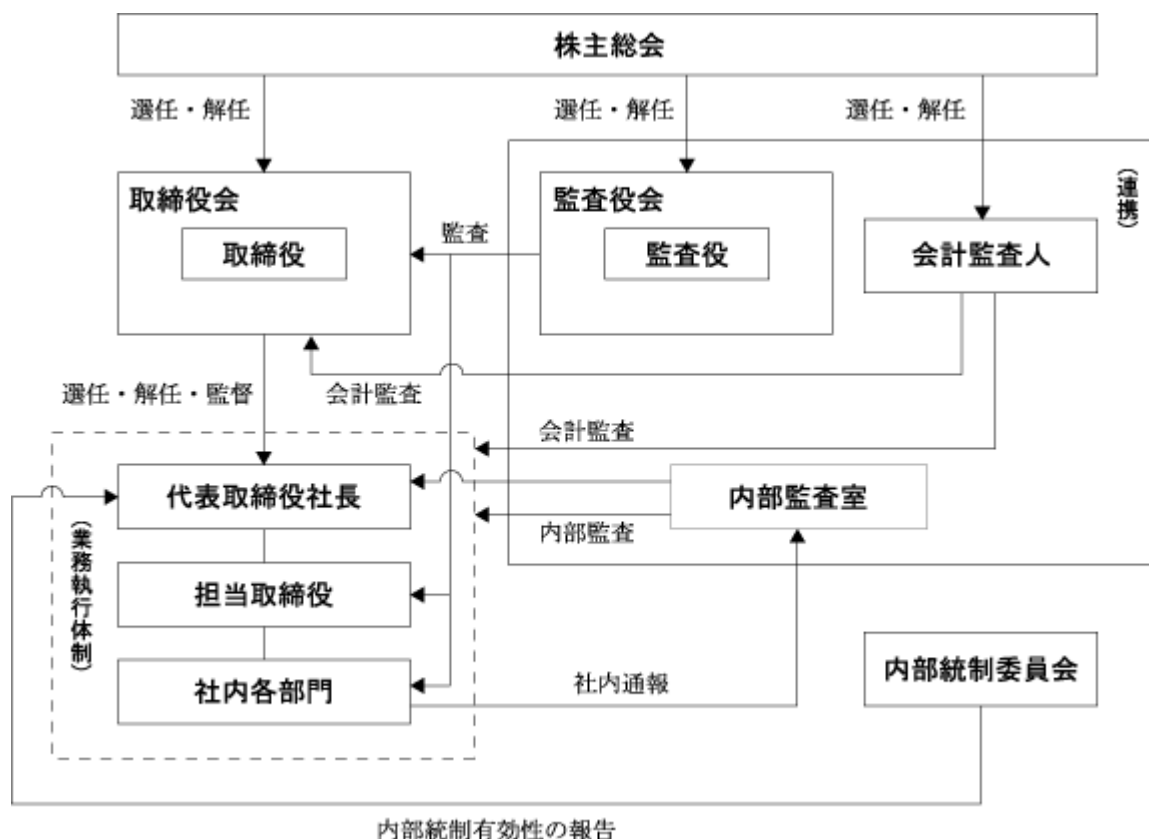 株主総会
選任・解任
選任・解任
選任・解任
取締役会
取締役
監査
監査役会
監査役
会計監査人
(連携)
選任・解任・監督
会計監査
会計監査
代表取締役社長
内部監査室
内部監査
(業務執行体制)
担当取締役
社内各部門
社内通報
内部統制委員会
内部統制有効性の報告